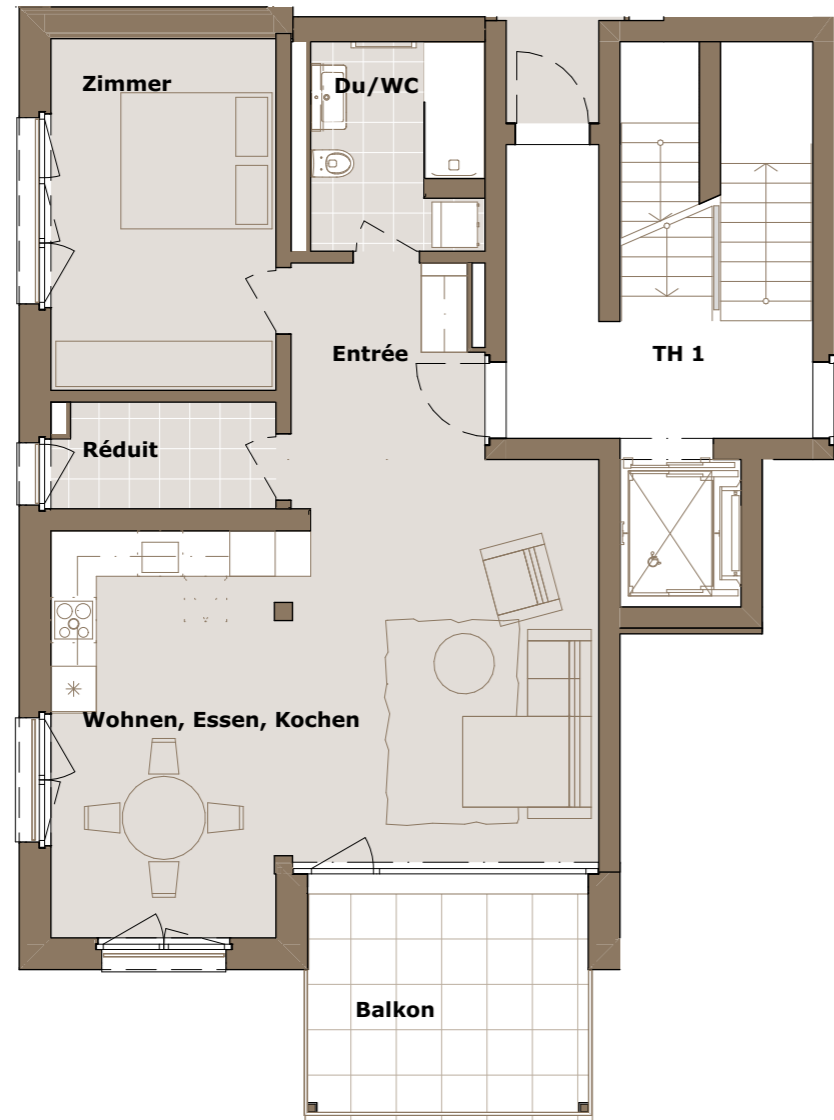 Zimmer
Du/WC
Entrée
TH 1
Réduit
Wohnen, Essen, Kochen
Balkon